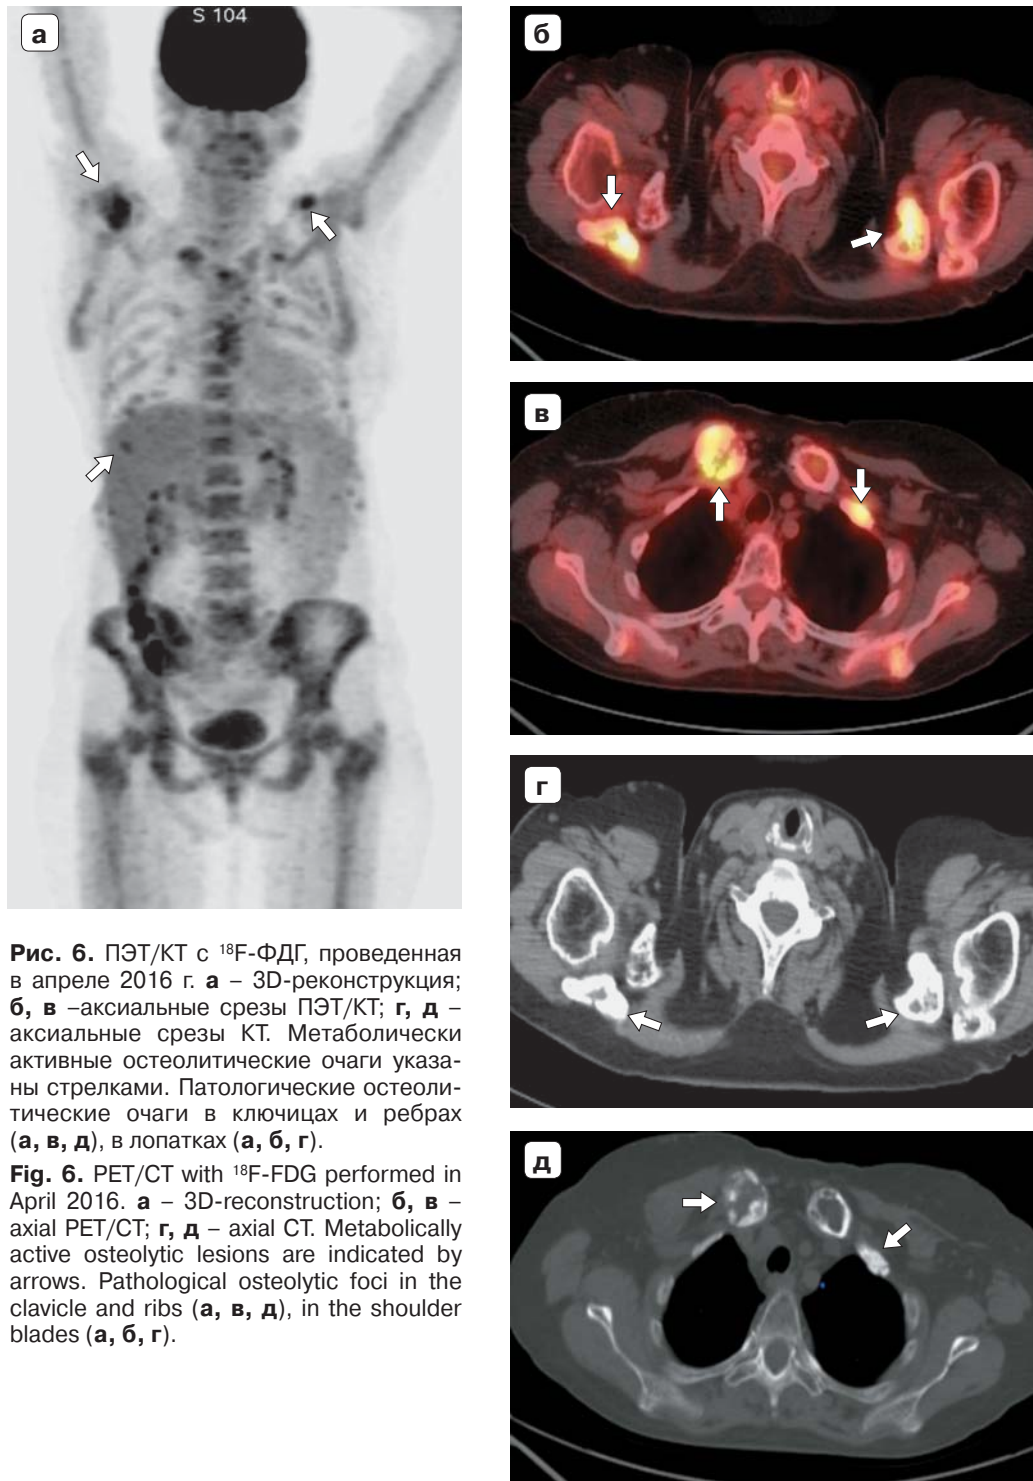 а
S 104
б
в
г
д
Рис. 6. ПЭТ/КТ с ¹⁸F-ФДГ, проведенная
в апреле 2016 г. а – 3D-реконструкция;
б, в –аксиальные срезы ПЭТ/КТ; г, д –
аксиальные срезы КТ. Метаболически
активные остеолитические очаги указа-
ны стрелками. Патологические остеоли-
тические очаги в ключицах и ребрах
(а, в, д), в лопатках (а, б, г).
Fig. 6. PET/CT with ¹⁸F-FDG performed in
April 2016. а – 3D-reconstruction; б, в –
axial PET/CT; г, д – axial CT. Metabolically
active osteolytic lesions are indicated by
arrows. Pathological osteolytic foci in the
clavicle and ribs (а, в, д), in the shoulder
blades (а, б, г).